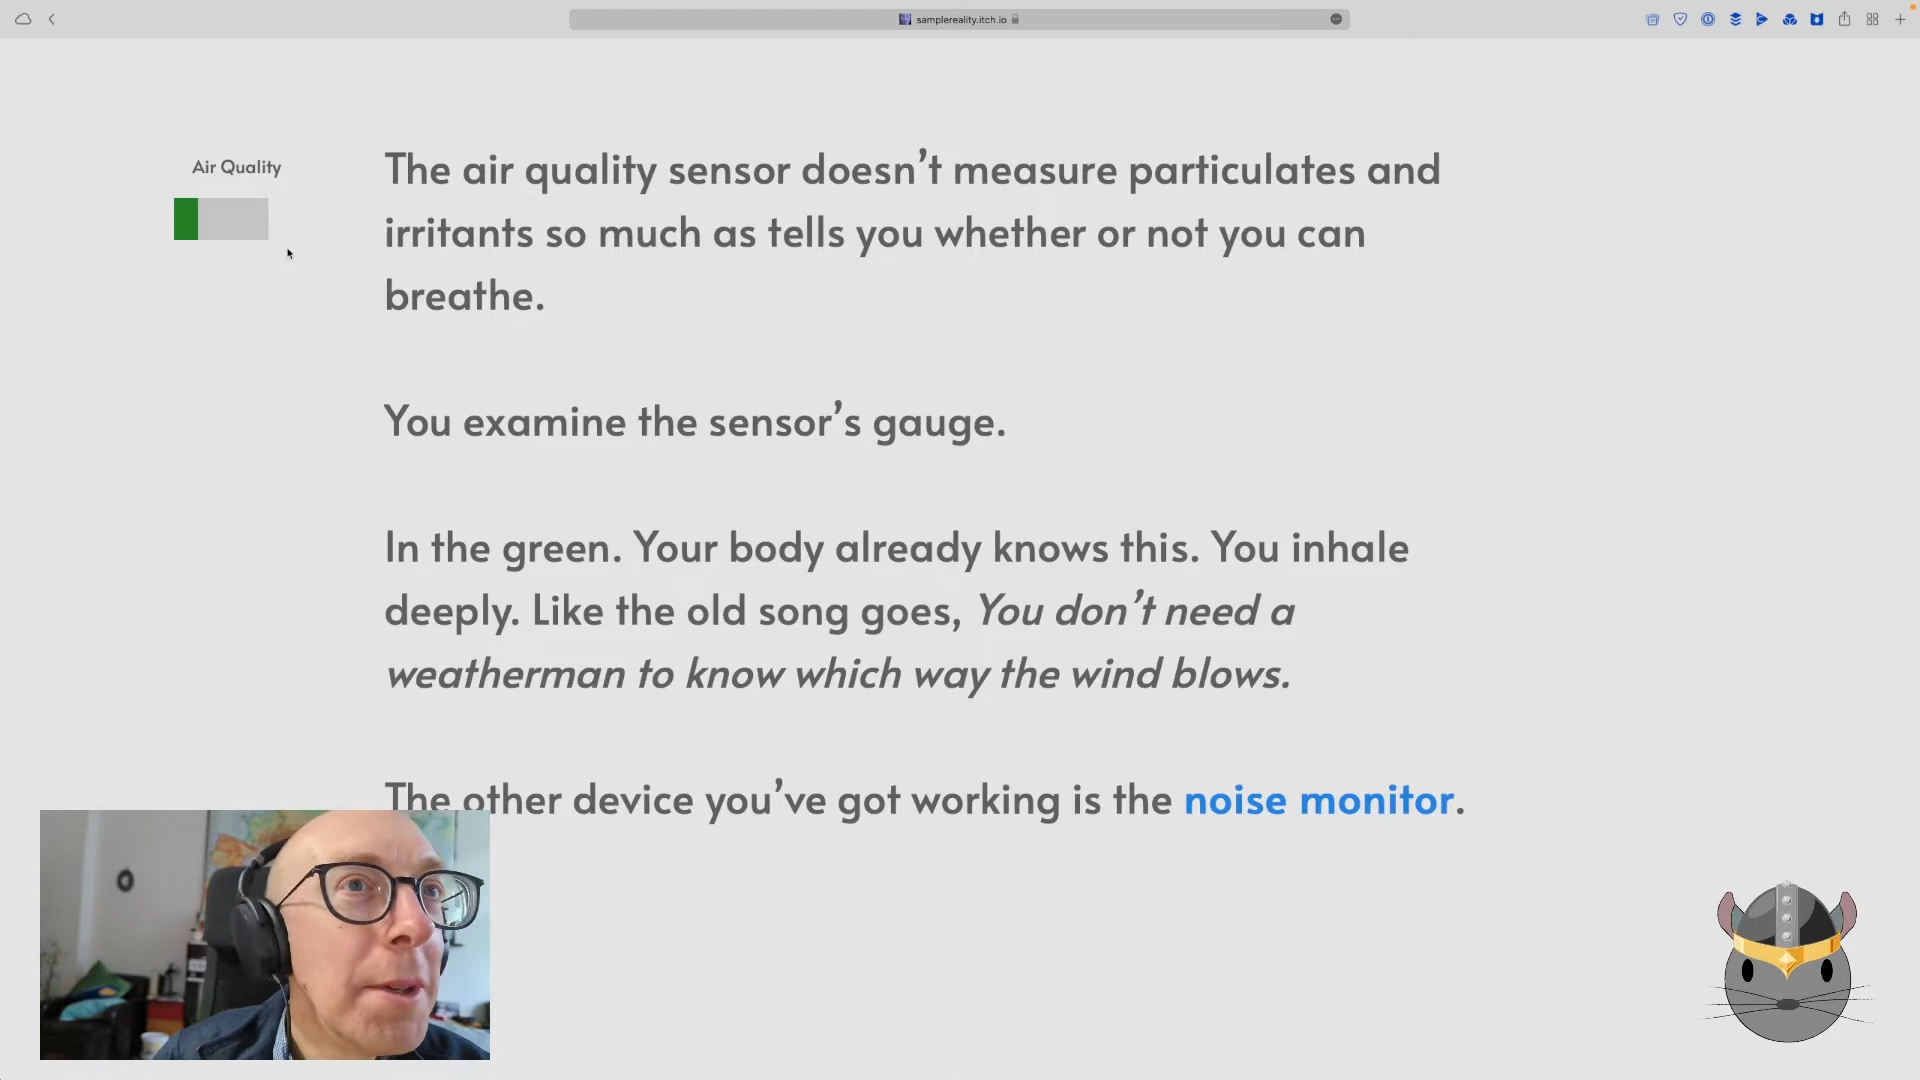 samplereality.itch.io
Air Quality
The air quality sensor doesn’t measure particulates and
irritants so much as tells you whether or not you can
breathe.
You examine the sensor’s gauge.
In the green. Your body already knows this. You inhale
deeply. Like the old song goes, You don’t need a
weatherman to know which way the wind blows.
The other device you’ve got working is the noise monitor.